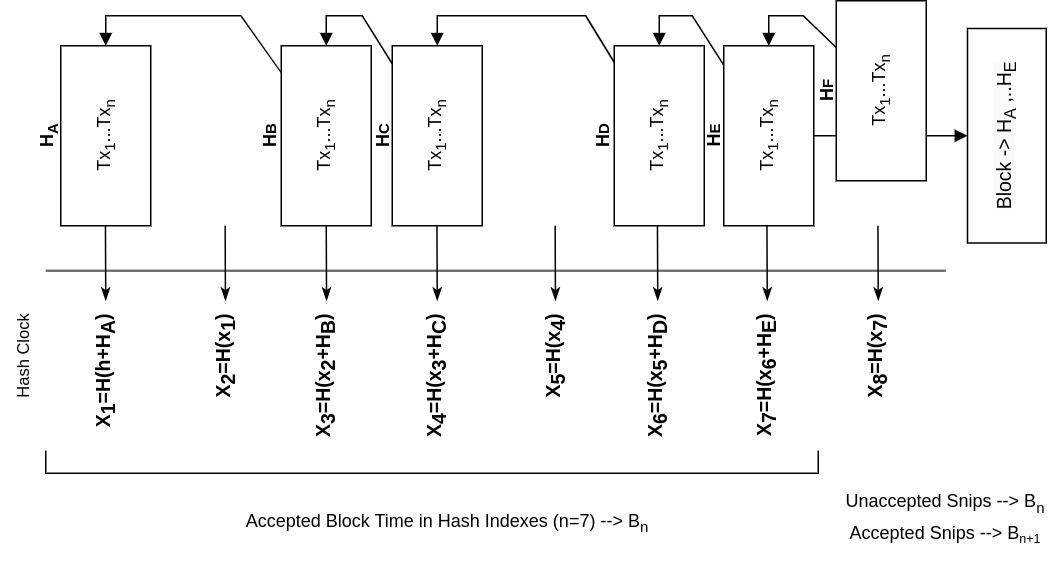 H_A
Tx_1...Tx_n
H_B
Tx_1...Tx_n
H_C
Tx_1...Tx_n
H_D
Tx_1...Tx_n
H_E
Tx_1...Tx_n
H_F
Tx_1...Tx_n
Block -> H_A ,..H_E
Hash Clock
X_1=H(h+H_A)
X_2=H(x_1)
X_3=H(x_2+H_B)
X_4=H(x_3+H_C)
X_5=H(x_4)
X_6=H(x_5+H_D)
X_7=H(x_6+H_E)
X_8=H(x_7)
Accepted Block Time in Hash Indexes (n=7) --> B_n
Unaccepted Snips --> B_n
Accepted Snips --> B_n+1